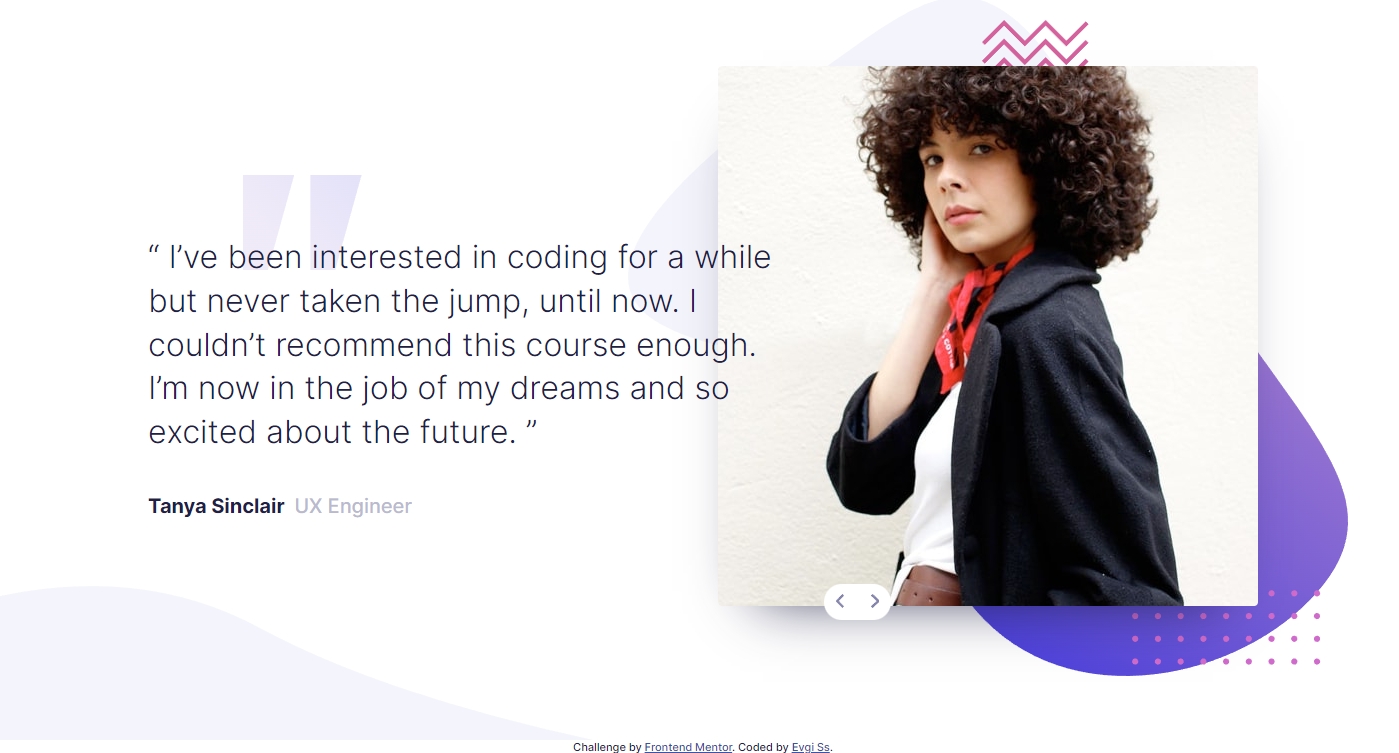 “ I’ve been interested in coding for a while
but never taken the jump, until now. I
couldn’t recommend this course enough.
I’m now in the job of my dreams and so
excited about the future. ”
Tanya Sinclair UX Engineer
Challenge by Frontend Mentor. Coded by Evgi Ss.